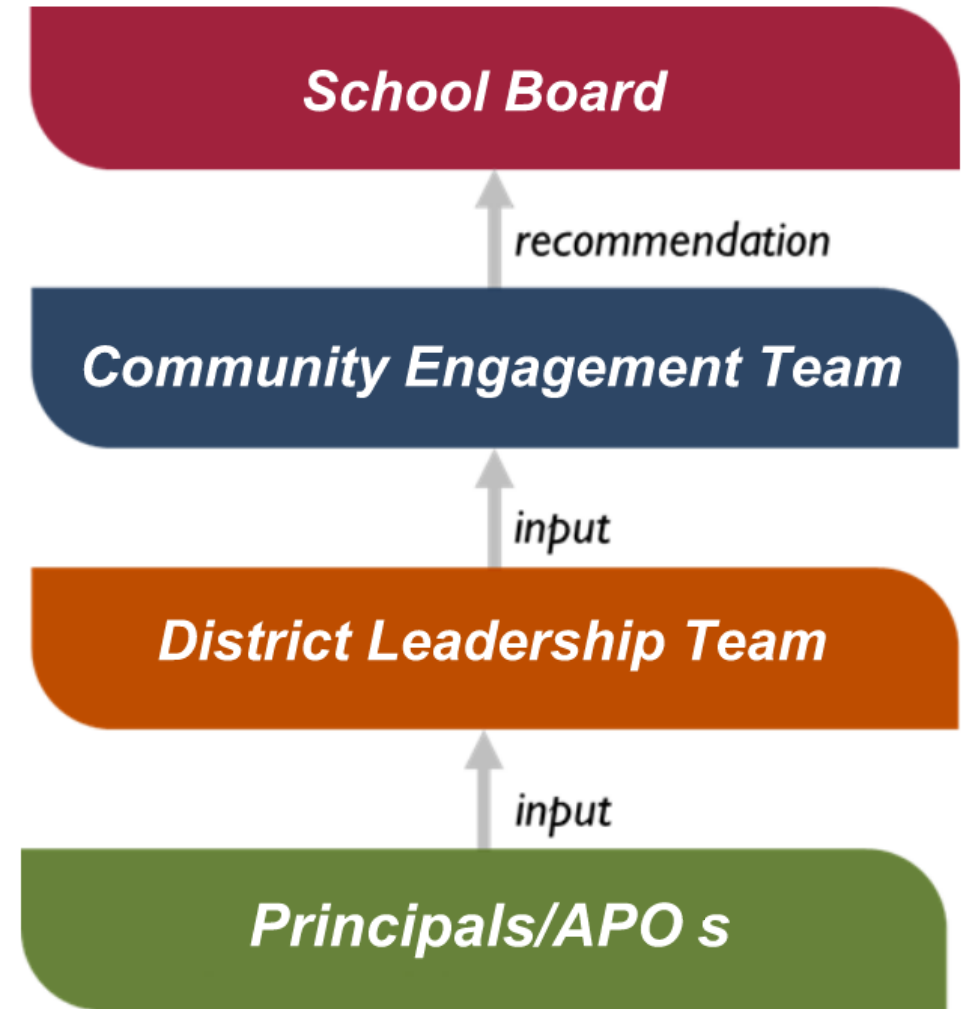 School Board
recommendation
Community Engagement Team
input
District Leadership Team
input
Principals/APO s